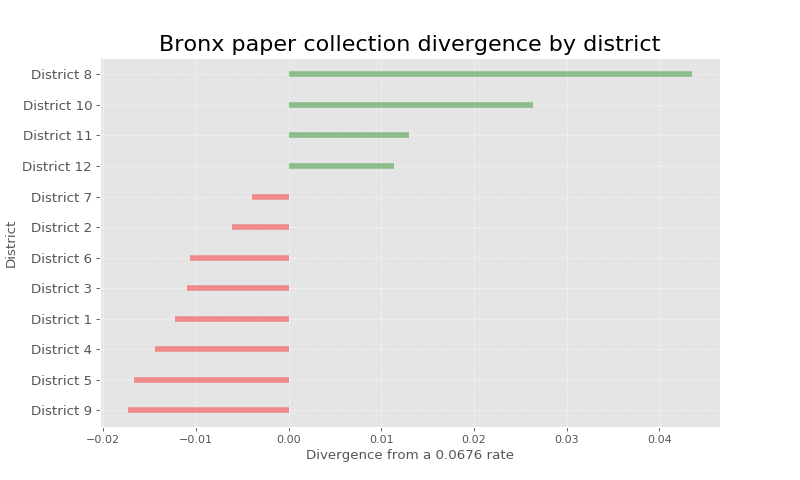 Bronx paper collection divergence by district
District 8
District 10
District 11
District 12
District 7
District 2
District 6
District 3
District 1
District 4
District 5
District 9
District
−0.02 −0.01 0.00 0.01 0.02 0.03 0.04
Divergence from a 0.0676 rate